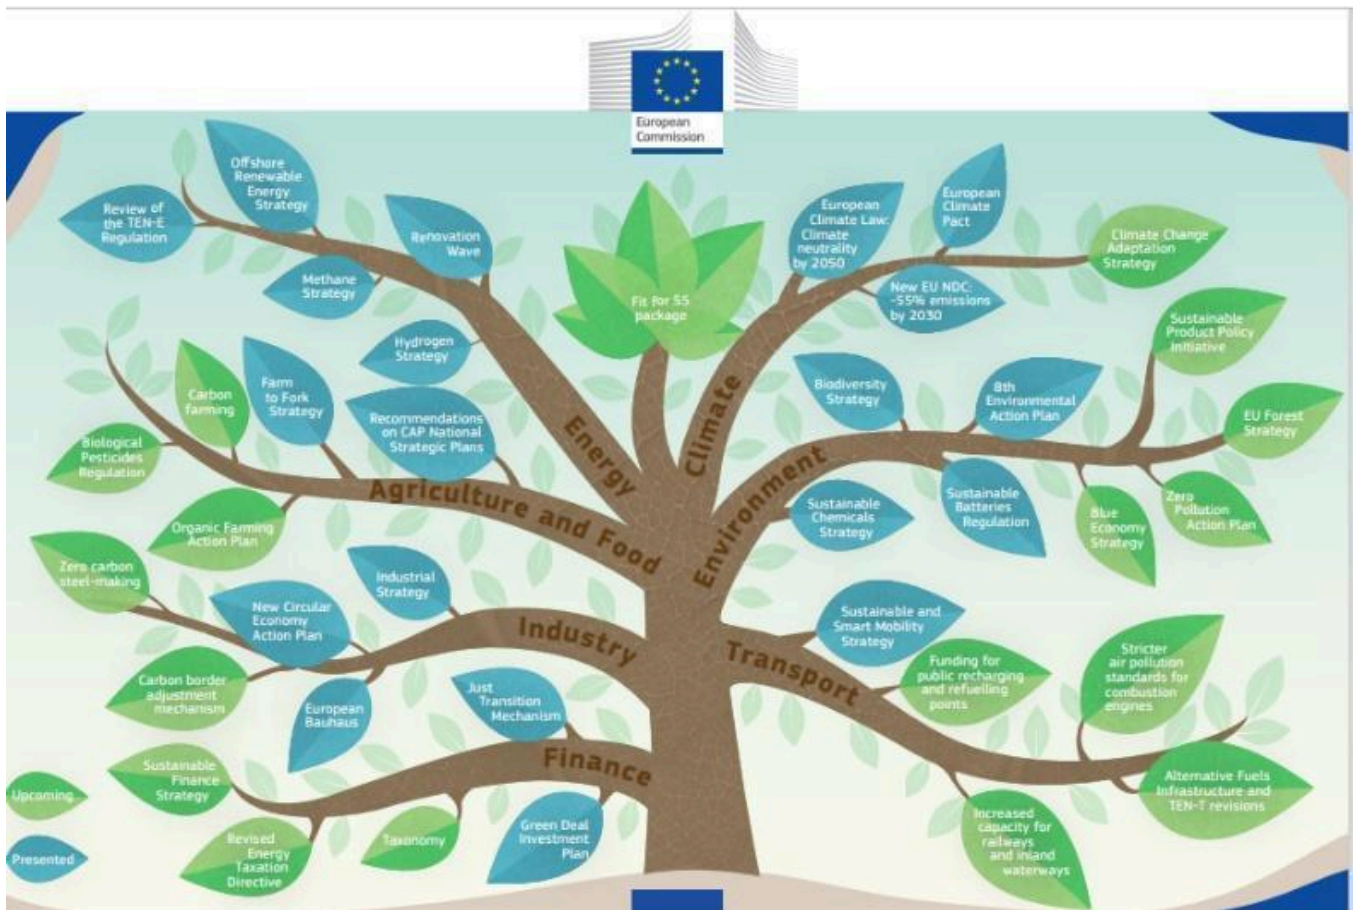 European
Commission
Offshore
Renewable
Energy
Strategy
Review of
the TEN-E
Regulation
Renovation
Wave
Methane
Strategy
Hydrogen
Strategy
Energy
Fit for 55
package
European
Climate Law:
Climate
neutrality
by 2050
European
Climate
Pact
Climate Change
Adaptation
Strategy
New EU NDC:
-55% emissions
by 2030
Climate
Carbon
farming
Farm
to Fork
Strategy
Recommendations
on CAP National
Strategic Plans
Biological
Pesticides
Regulation
Organic Farming
Action Plan
Agriculture and Food
Sustainable
Product Policy
Initiative
Biodiversity
Strategy
8th
Environmental
Action Plan
EU Forest
Strategy
Sustainable
Chemicals
Strategy
Sustainable
Batteries
Regulation
Blue
Economy
Strategy
Zero
Pollution
Action Plan
Environment
Zero carbon
steel-making
New Circular
Economy
Action Plan
Industrial
Strategy
Carbon border
adjustment
mechanism
European
Bauhaus
Industry
Sustainable and
Smart Mobility
Strategy
Funding for
public recharging
and refuelling
points
Stricter
air pollution
standards for
combustion
engines
Alternative Fuels
Infrastructure and
TEN-T revisions
Increased
capacity for
railways
and inland
waterways
Transport
Just
Transition
Mechanism
Sustainable
Finance
Strategy
Revised
Energy
Taxation
Directive
Taxonomy
Green Deal
Investment
Plan
Finance
Upcoming
Presented